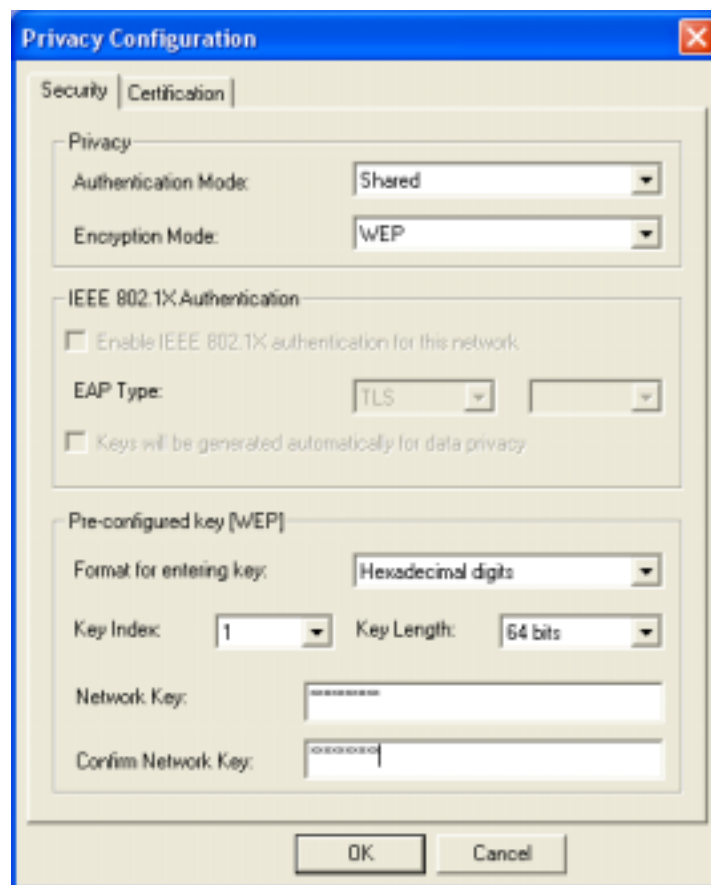 Privacy Configuration
Security Certification
Privacy
Authentication Mode: Shared
Encryption Mode: WEP
IEEE 802.1X Authentication
Enable IEEE 802.1X authentication for this network
EAP Type: TLS
Keys will be generated automatically for data privacy
Pre-configured key [WEP]
Format for entering key: Hexadecimal digits
Key Index: 1 Key Length: 64 bits
Network Key:
Confirm Network Key:
OK Cancel